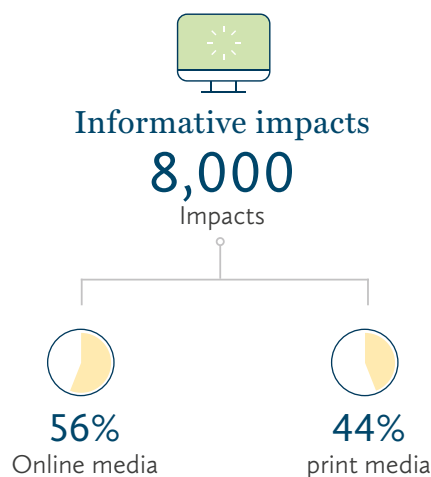 Informative impacts
8,000
Impacts
56%
Online media
44%
print media